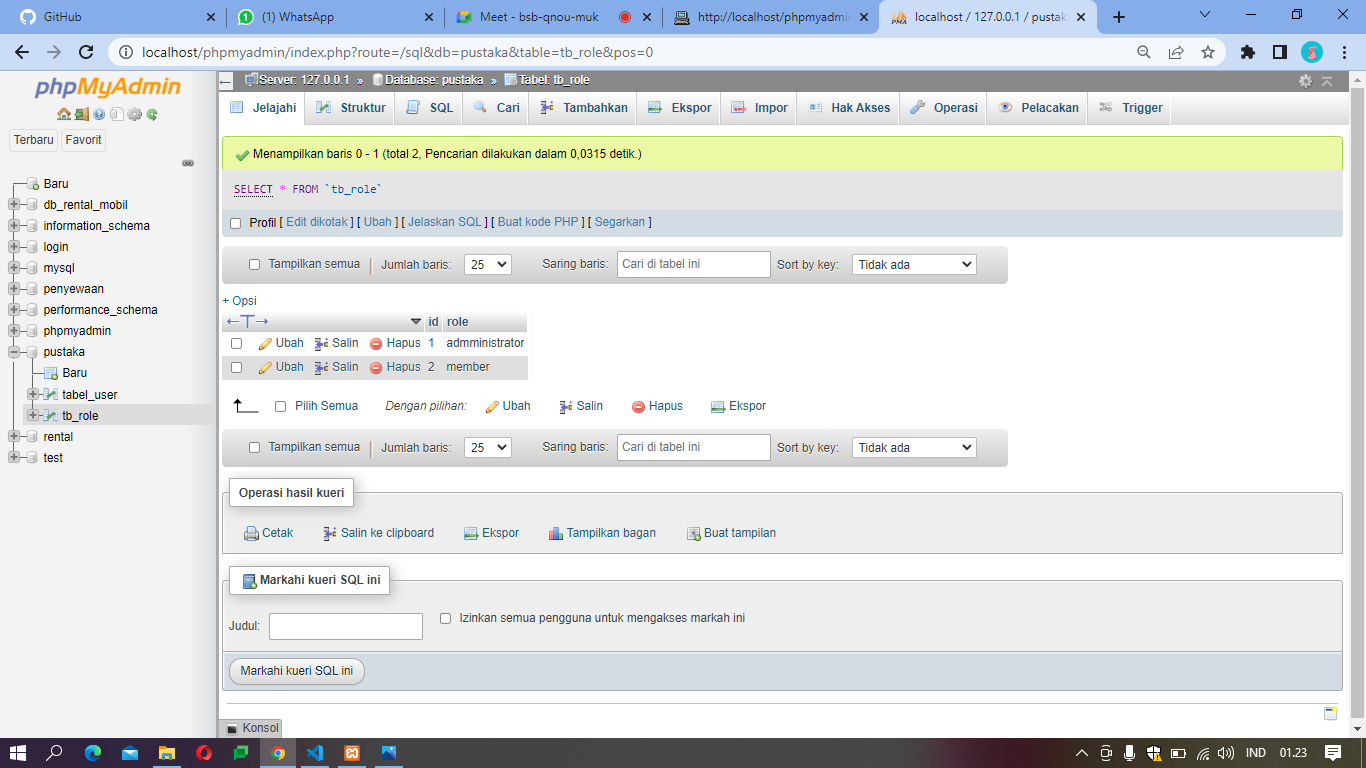 GitHub
(1) WhatsApp
Meet - bsb-qnou-muk
http://localhost/phpmyadmin
localhost / 127.0.0.1 / pustak
localhost/phpmyadmin/index.php?route=/sql&db=pustaka&table=tb_role&pos=0
phpMyAdmin
Terbaru Favorit
Baru
db_rental_mobil
information_schema
login
mysql
penyewaan
performance_schema
phpmyadmin
pustaka
Baru
tabel_user
tb_role
rental
test
Server: 127.0.0.1 » Database: pustaka » Tabel: tb_role
Jelajahi Struktur SQL Cari Tambahkan Ekspor Impor Hak Akses Operasi Pelacakan Trigger
Menampilkan baris 0 - 1 (total 2, Pencarian dilakukan dalam 0,0315 detik.)
SELECT * FROM `tb_role`
Profil [ Edit dikotak ] [ Ubah ] [ Jelaskan SQL ] [ Buat kode PHP ] [ Segarkan ]
Tampilkan semua Jumlah baris: 25 Saring baris: Cari di tabel ini Sort by key: Tidak ada
+ Opsi
←T→ id role
Ubah Salin Hapus 1 admministrator
Ubah Salin Hapus 2 member
Pilih Semua Dengan pilihan: Ubah Salin Hapus Ekspor
Tampilkan semua Jumlah baris: 25 Saring baris: Cari di tabel ini Sort by key: Tidak ada
Operasi hasil kueri
Cetak Salin ke clipboard Ekspor Tampilkan bagan Buat tampilan
Markahi kueri SQL ini
Judul: Izinkan semua pengguna untuk mengakses markah ini
Markahi kueri SQL ini
Konsol
IND 01.23